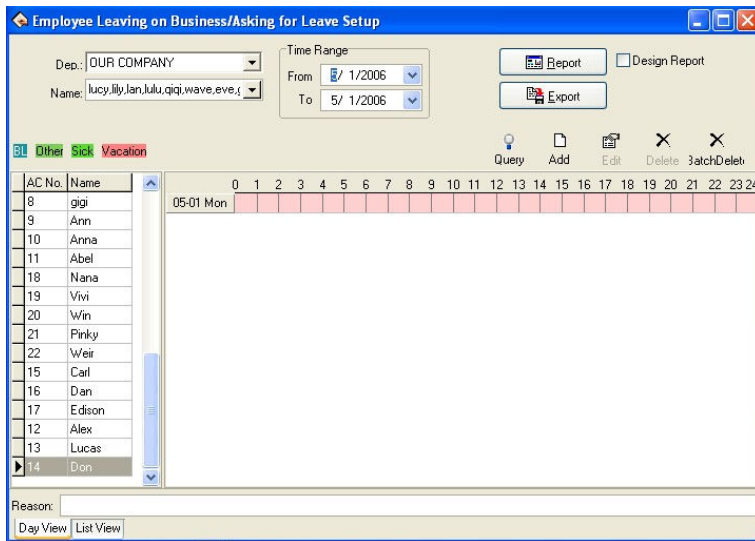 Employee Leaving on Business/Asking for Leave Setup
Dep.: OUR COMPANY
Name: lucy,lily,lan,lulu,qiqi,wave,eve,
Time Range
From 5/ 1/2006
To 5/ 1/2006
Report
Design Report
Export
BL Other Sick Vacation
Query Add Edit Delete BatchDelet
AC No. Name
8 gigi
9 Ann
10 Anna
11 Abel
18 Nana
19 Vivi
20 Win
21 Pinky
22 Weir
15 Carl
16 Dan
17 Edison
12 Alex
13 Lucas
14 Don
0 1 2 3 4 5 6 7 8 9 10 11 12 13 14 15 16 17 18 19 20 21 22 23 24
05-01 Mon
Reason:
Day View List View